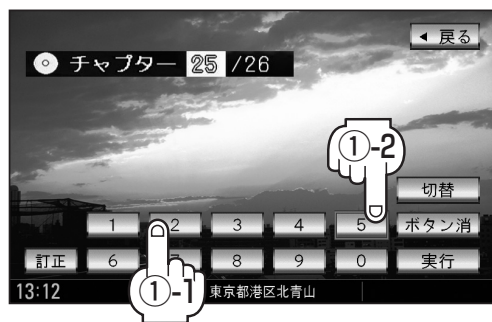 戻る
チャプター 25 /26
①-2
切替
1 2 3 4 5 ボタン消
訂正 6 7 8 9 0 実行
①-1
13:12 東京都港区北青山